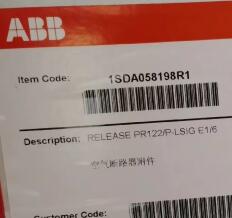 ABB
Item Code: 1SDA058198R1
Description: RELEASE PR122/P-LSIG E1/6
空气断路器附件
Customer Code: